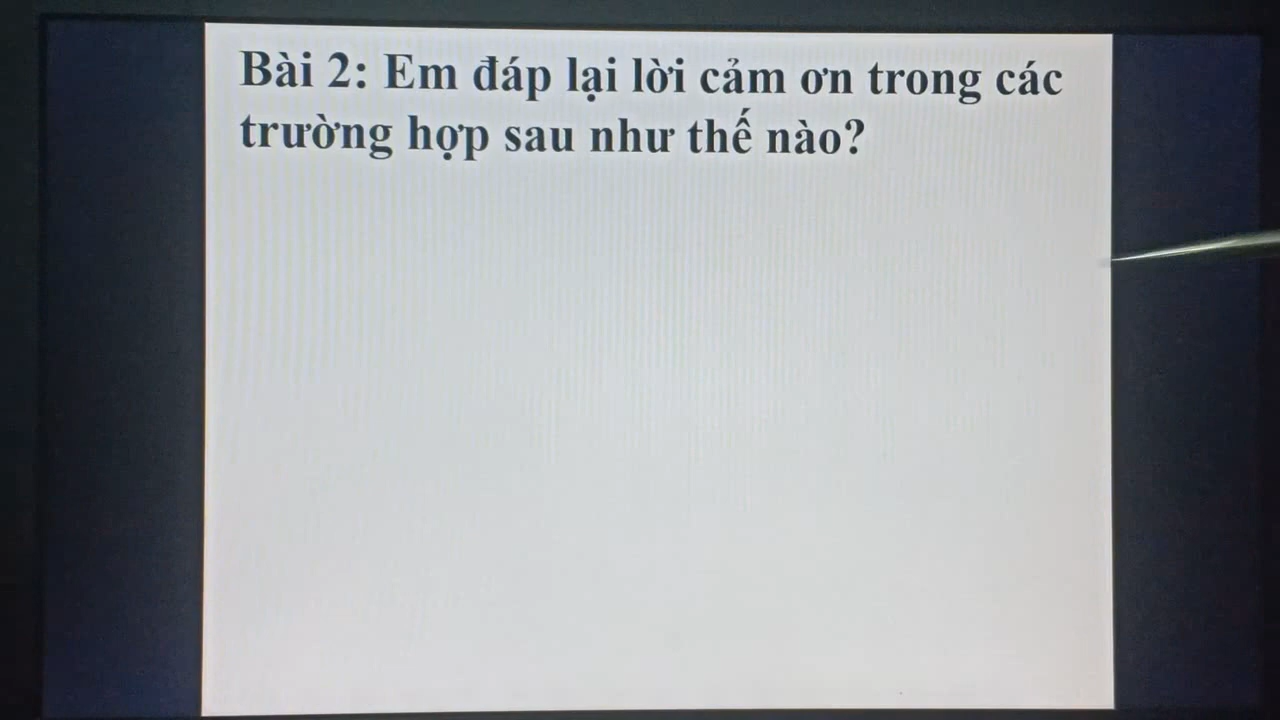 Bài 2: Em đáp lại lời cảm ơn trong các
trường hợp sau như thế nào?